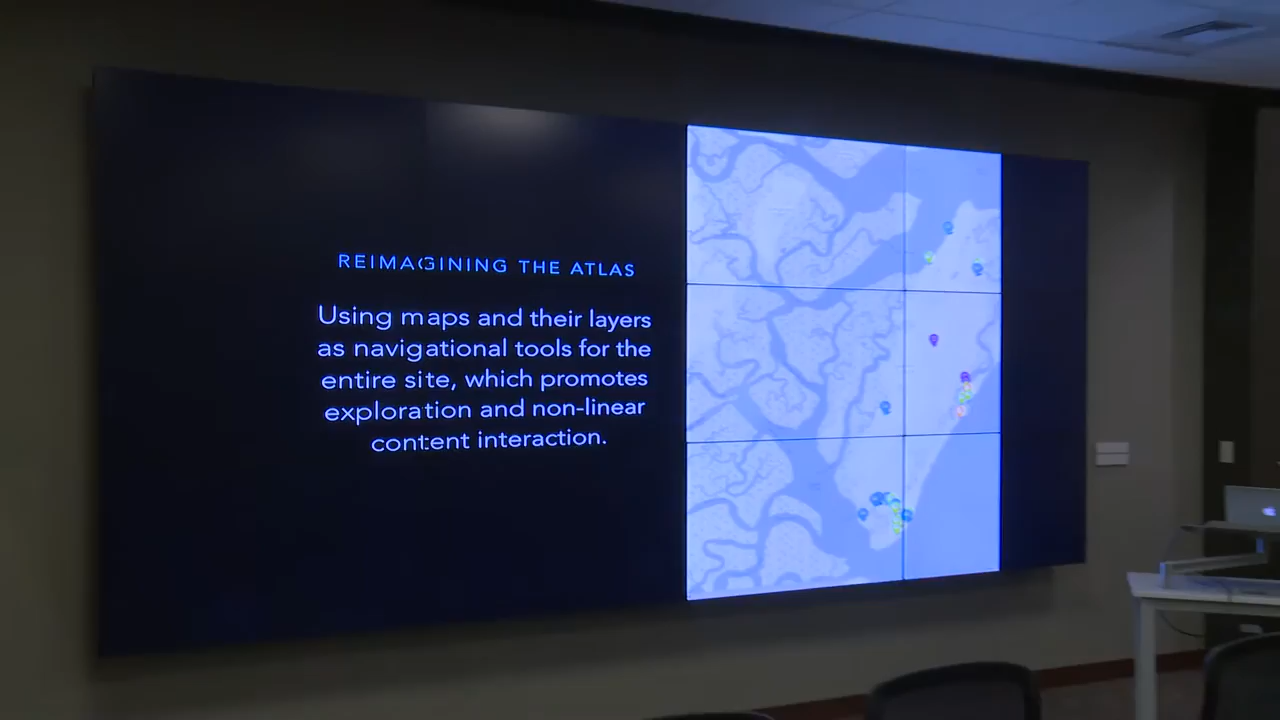 REIMAGINING THE ATLAS
Using maps and their layers
as navigational tools for the
entire site, which promotes
exploration and non-linear
content interaction.